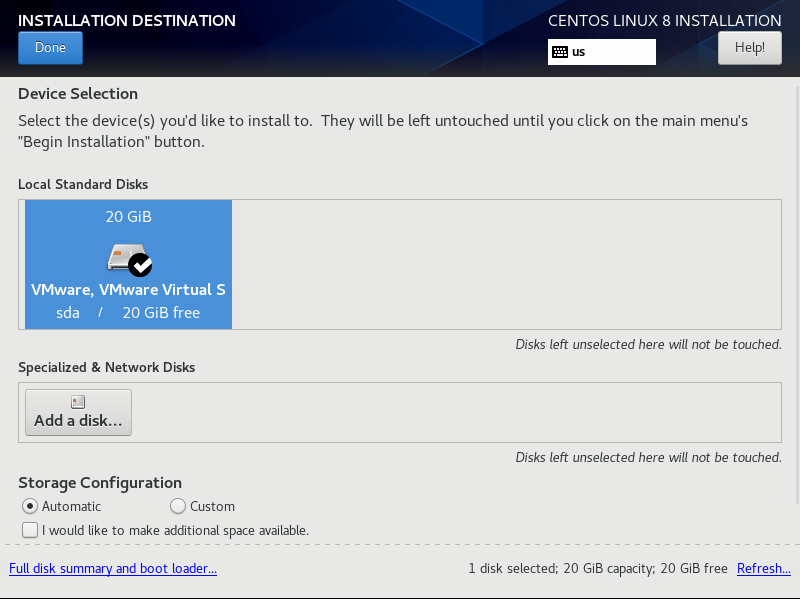 INSTALLATION DESTINATION
CENTOS LINUX 8 INSTALLATION
Done
us
Help!
Device Selection
Select the device(s) you'd like to install to.  They will be left untouched until you click on the main menu's
"Begin Installation" button.
Local Standard Disks
20 GiB
VMware, VMware Virtual S
sda / 20 GiB free
Disks left unselected here will not be touched.
Specialized & Network Disks
Add a disk...
Disks left unselected here will not be touched.
Storage Configuration
Automatic Custom
I would like to make additional space available.
Full disk summary and boot loader... 1 disk selected; 20 GiB capacity; 20 GiB free Refresh...